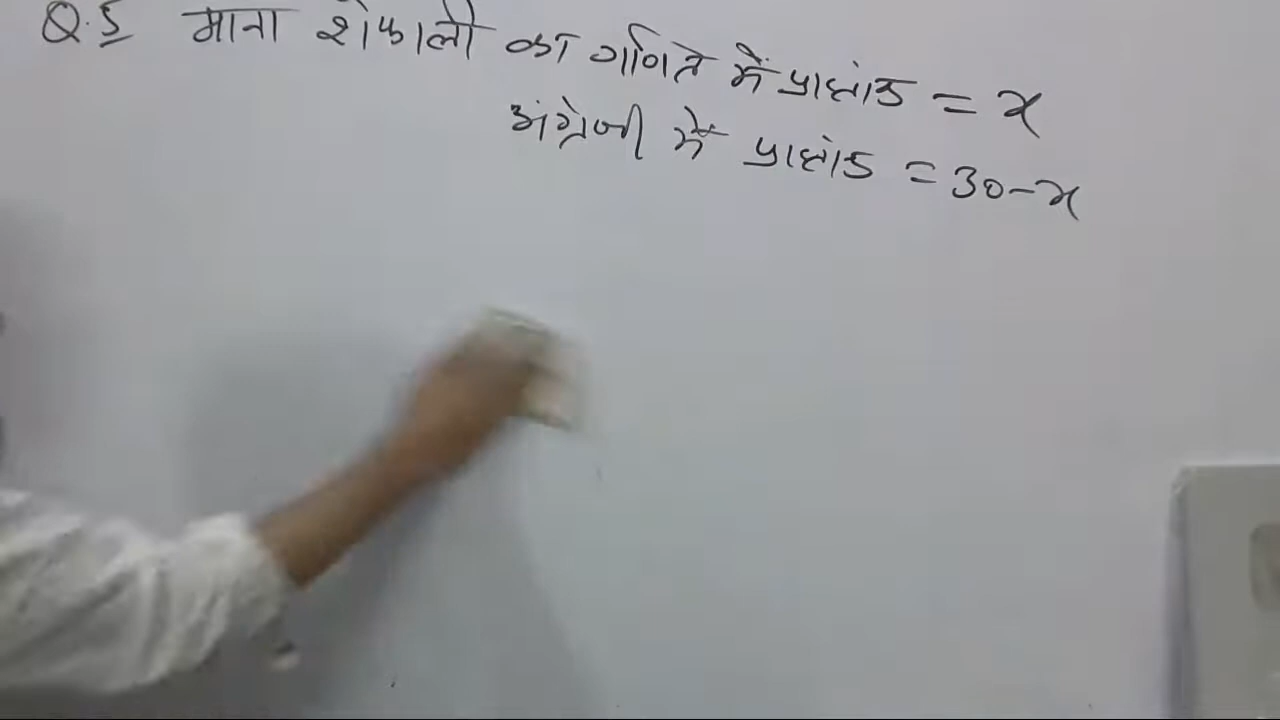 Q.5 माना शेफाली का गणित में प्राप्तांक = x
अंग्रेजी में प्राप्तांक = 30-x